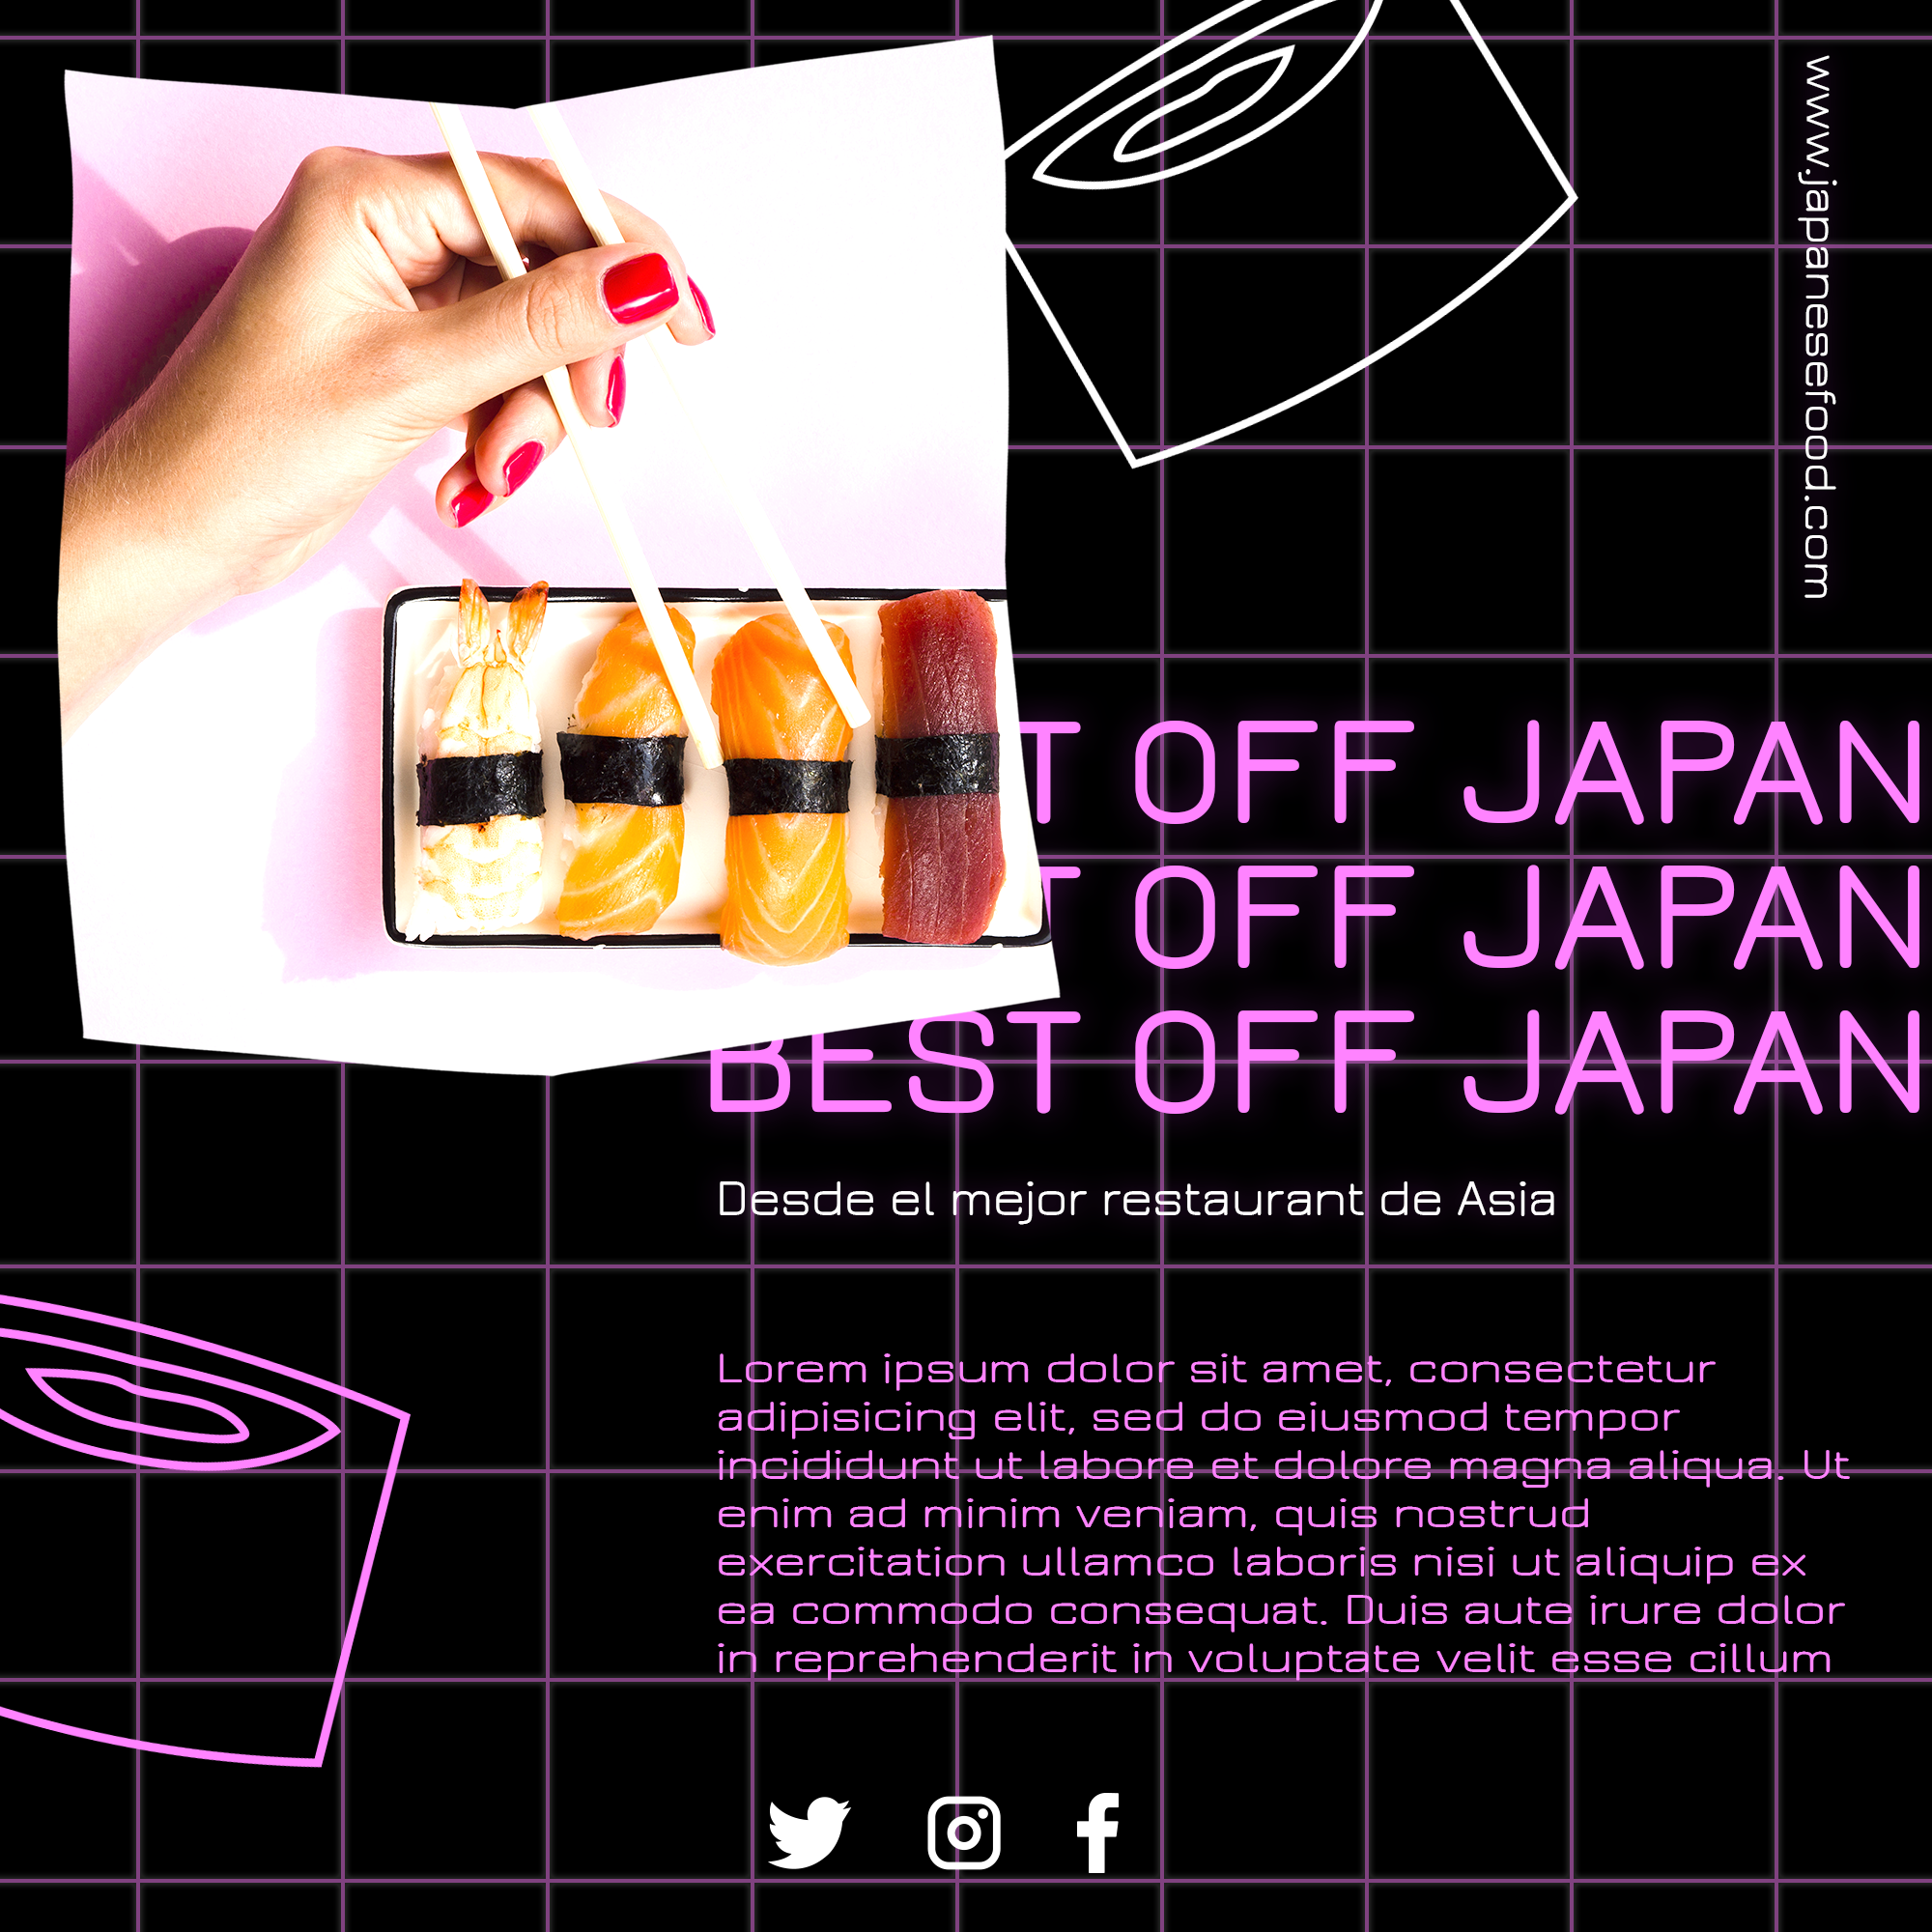 www.japanesefood.com
T OFF JAPAN
T OFF JAPAN
BEST OFF JAPAN
Desde el mejor restaurant de Asia
Lorem ipsum dolor sit amet, consectetur
adipisicing elit, sed do eiusmod tempor
incididunt ut labore et dolore magna aliqua. Ut
enim ad minim veniam, quis nostrud
exercitation ullamco laboris nisi ut aliquip ex
ea commodo consequat. Duis aute irure dolor
in reprehenderit in voluptate velit esse cillum